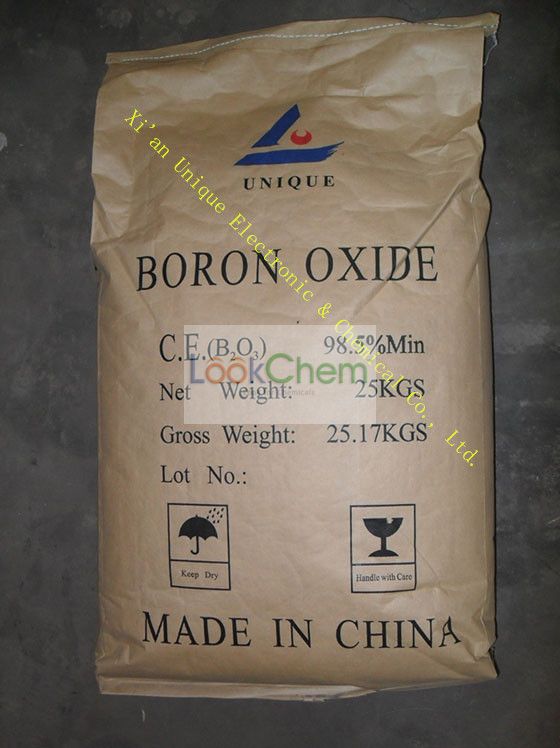 UNIQUE
Xi'an Unique Electronic & Chemical Co., Ltd.
BORON OXIDE
C.E.(B₂O₃) 98.5%Min
LookChem
Net Weight: 25KGS
Gross Weight: 25.17KGS
Lot No.:
Keep Dry
Handle with Care
MADE IN CHINA